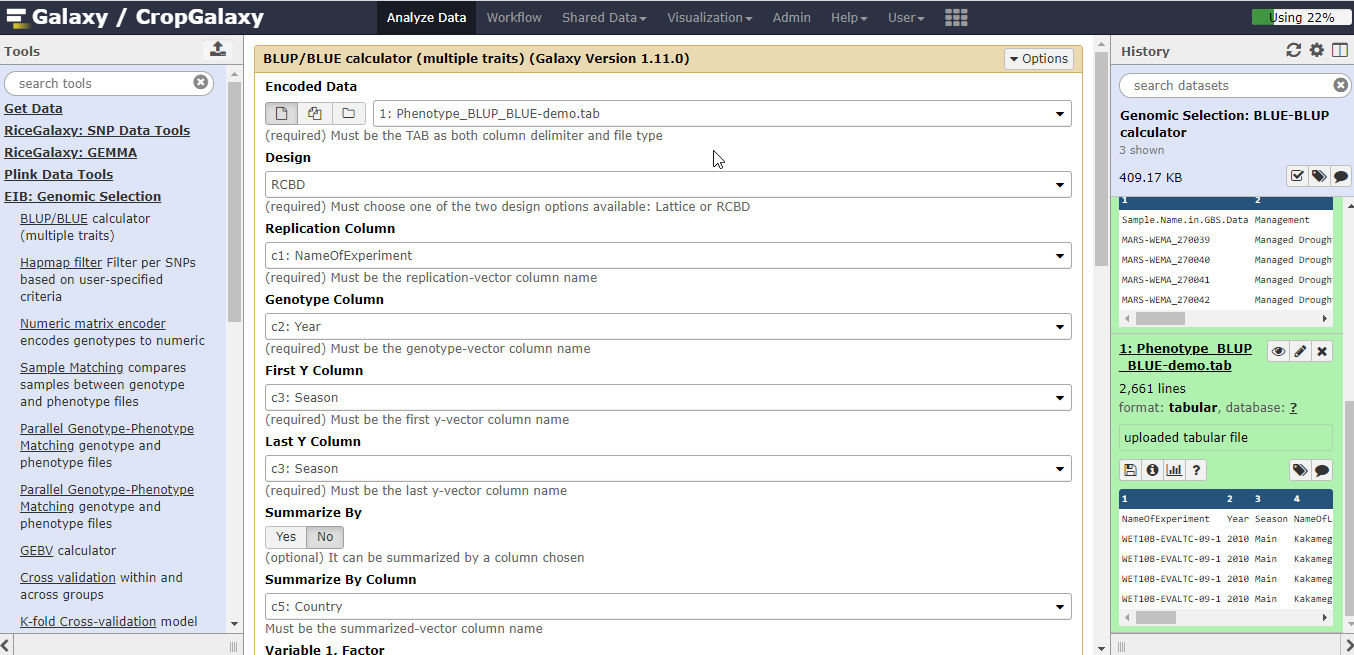 Galaxy / CropGalaxy
Analyze Data Workflow Shared Data Visualization Admin Help User
Using 22%
Tools
search tools
Get Data
RiceGalaxy: SNP Data Tools
RiceGalaxy: GEMMA
Plink Data Tools
EIB: Genomic Selection
BLUP/BLUE calculator
(multiple traits)
Hapmap filter Filter per SNPs
based on user-specified
criteria
Numeric matrix encoder
encodes genotypes to numeric
Sample Matching compares
samples between genotype
and phenotype files
Parallel Genotype-Phenotype
Matching genotype and
phenotype files
Parallel Genotype-Phenotype
Matching genotype and
phenotype files
GEBV calculator
Cross validation within and
across groups
K-fold Cross-validation model
BLUP/BLUE calculator (multiple traits) (Galaxy Version 1.11.0)
Options
Encoded Data
1: Phenotype_BLUP_BLUE-demo.tab
(required) Must be the TAB as both column delimiter and file type
Design
RCBD
(required) Must choose one of the two design options available: Lattice or RCBD
Replication Column
c1: NameOfExperiment
(required) Must be the replication-vector column name
Genotype Column
c2: Year
(required) Must be the genotype-vector column name
First Y Column
c3: Season
(required) Must be the first y-vector column name
Last Y Column
c3: Season
(required) Must be the last y-vector column name
Summarize By
Yes No
(optional) It can be summarized by a column chosen
Summarize By Column
c5: Country
Must be the summarized-vector column name
Variable 1, Factor
History
search datasets
Genomic Selection: BLUE-BLUP
calculator
3 shown
409.17 KB
1 2
Sample.Name.in.GBS.Data Management
MARS-WEMA_270039 Managed Drough
MARS-WEMA_270040 Managed Drough
MARS-WEMA_270041 Managed Drough
MARS-WEMA_270042 Managed Drough
1: Phenotype_BLUP
_BLUE-demo.tab
2,661 lines
format: tabular, database: ?
uploaded tabular file
?
1 2 3 4
NameOfExperiment Year Season NameOfL
WET10B-EVALTC-09-1 2010 Main Kakameg
WET10B-EVALTC-09-1 2010 Main Kakameg
WET10B-EVALTC-09-1 2010 Main Kakameg
WET10B-EVALTC-09-1 2010 Main Kakameg